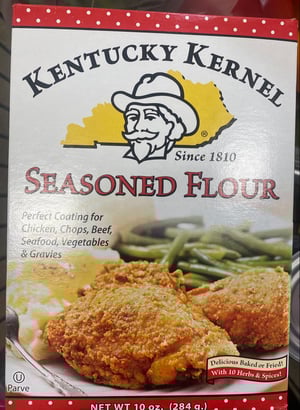 KENTUCKY KERNEL
®
Since 1810
SEASONED FLOUR
Perfect Coating for
Chicken, Chops, Beef,
Seafood, Vegetables
& Gravies
Delicious Baked or Fried!
With 10 Herbs & Spices!
U
Parve
NET WT 10 oz. (284 g.)